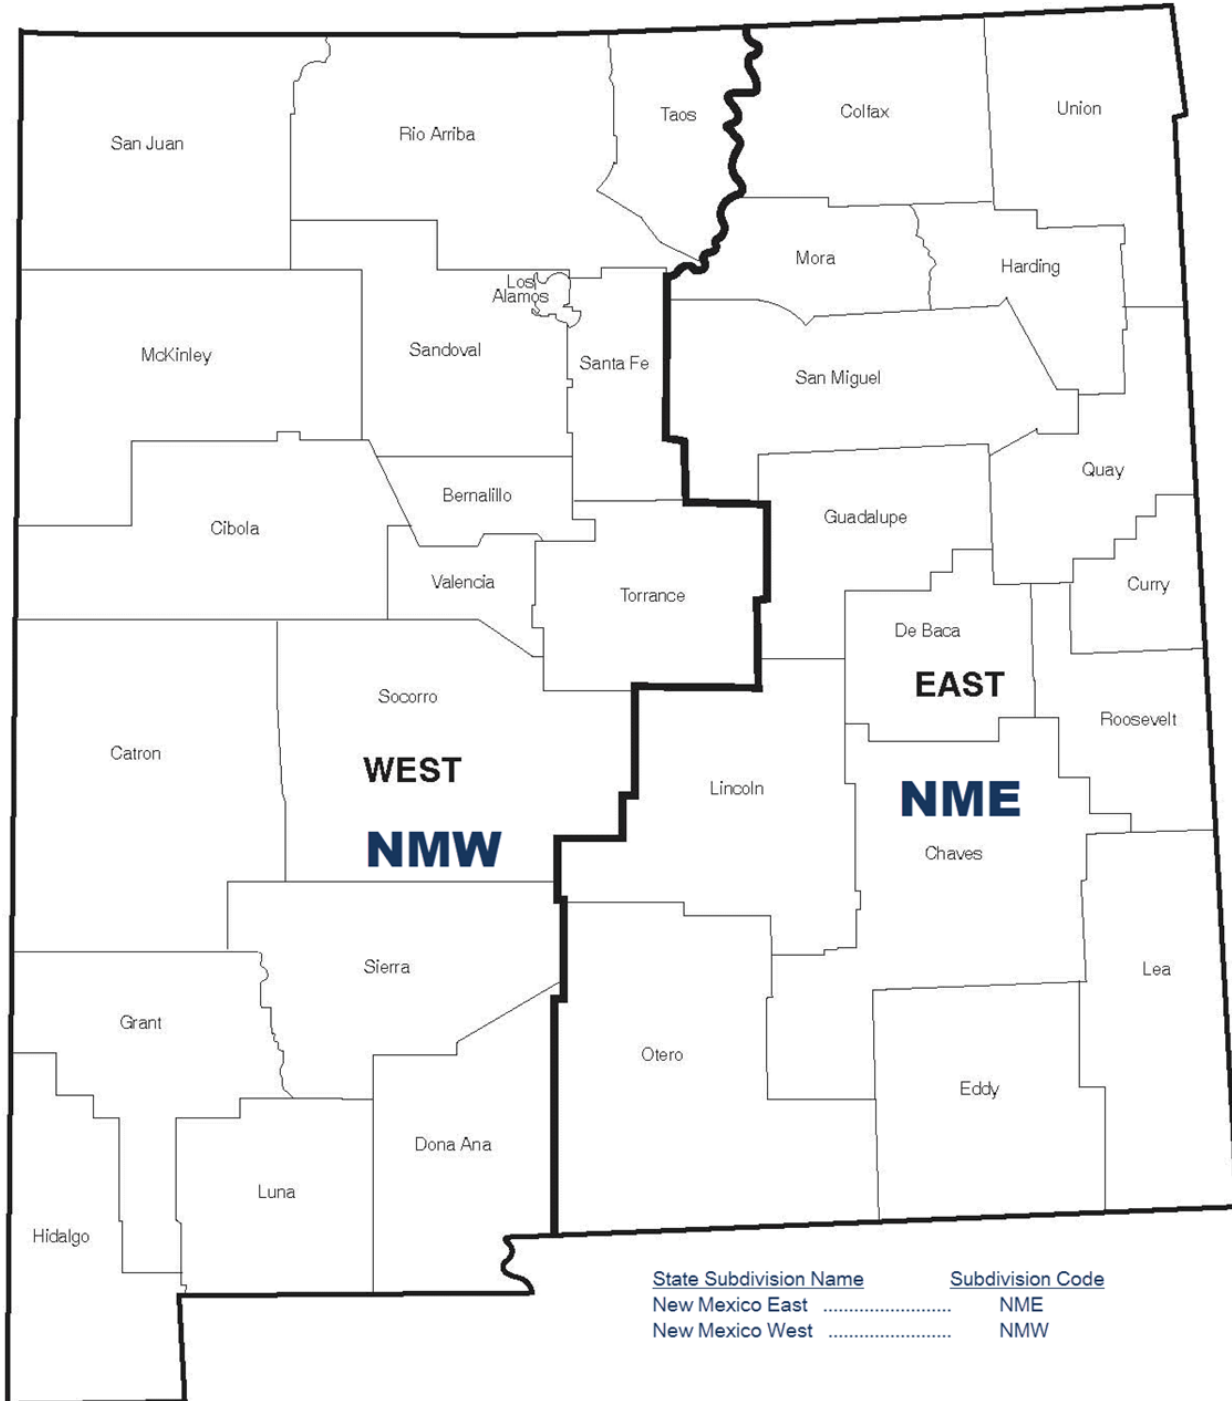 San Juan
Rio Arriba
Taos
Colfax
Union
Mora
Harding
Los
Alamos
McKinley
Sandoval
Santa Fe
San Miguel
Quay
Bernalillo
Guadalupe
Cibola
Valencia
Torrance
Curry
De Baca
EAST
Socorro
Roosevelt
Catron
WEST
Lincoln
NME
NMW
Chaves
Sierra
Lea
Grant
Otero
Eddy
Dona Ana
Luna
Hidalgo
State Subdivision Name Subdivision Code
New Mexico East ......................... NME
New Mexico West ........................ NMW